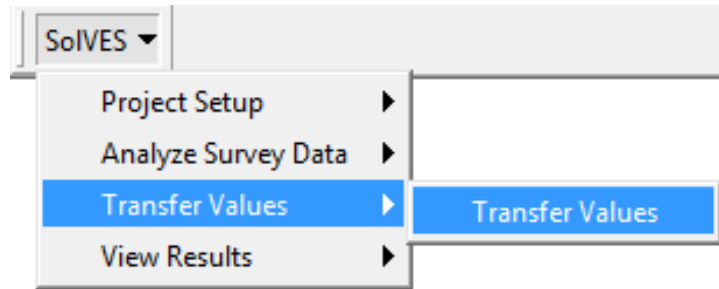 SolVES
Project Setup
Analyze Survey Data
Transfer Values
Transfer Values
View Results